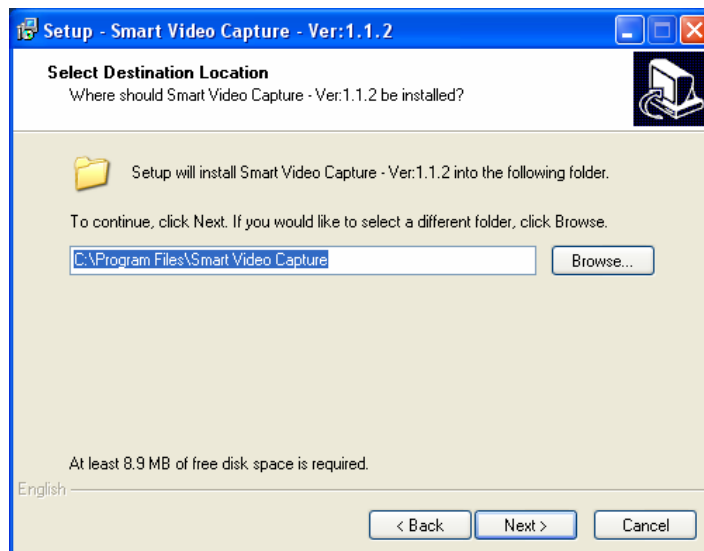 Setup - Smart Video Capture - Ver:1.1.2
Select Destination Location
Where should Smart Video Capture - Ver:1.1.2 be installed?
Setup will install Smart Video Capture - Ver:1.1.2 into the following folder.
To continue, click Next. If you would like to select a different folder, click Browse.
C:\Program Files\Smart Video Capture
Browse...
At least 8.9 MB of free disk space is required.
English
< Back Next > Cancel